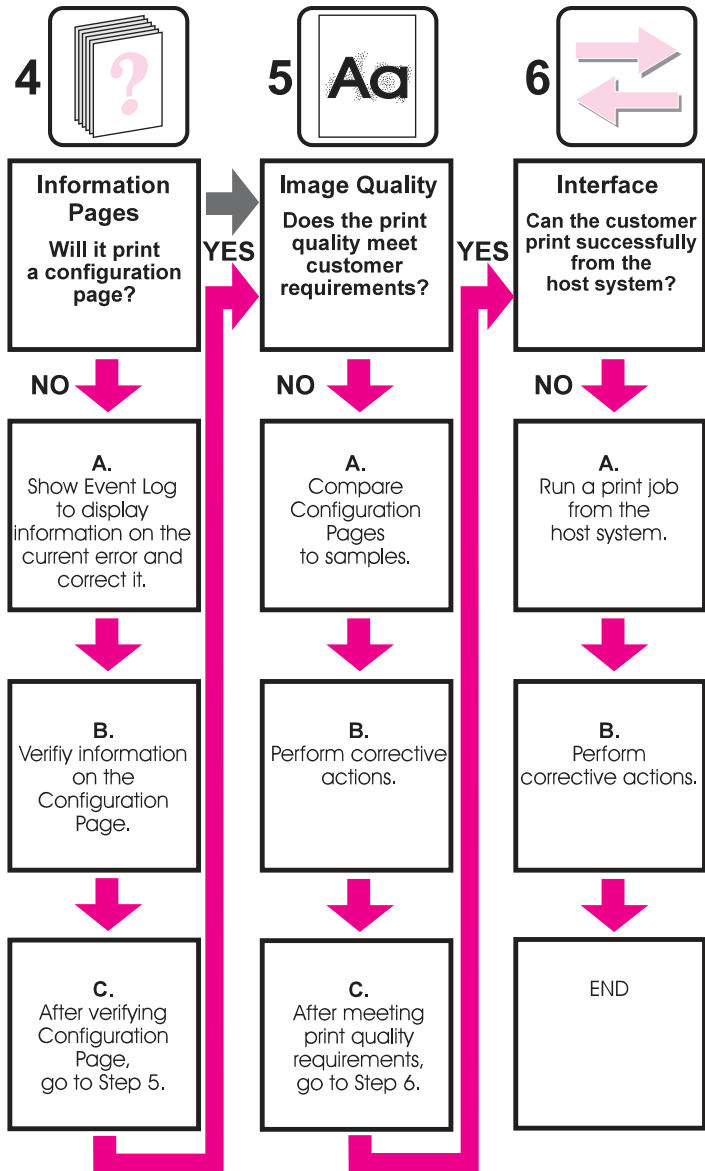 4
?
Information
Pages
Will it print
a configuration
page?
YES
NO
A.
Show Event Log
to display
information on the
current error and
correct it.
B.
Verifiy information
on the
Configuration
Page.
C.
After verifying
Configuration
Page,
go to Step 5.
5
Aa
Image Quality
Does the print
quality meet
customer
requirements?
YES
NO
A.
Compare
Configuration
Pages
to samples.
B.
Perform corrective
actions.
C.
After meeting
print quality
requirements,
go to Step 6.
6
Interface
Can the customer
print successfully
from the
host system?
NO
A.
Run a print job
from the
host system.
B.
Perform
corrective actions.
END